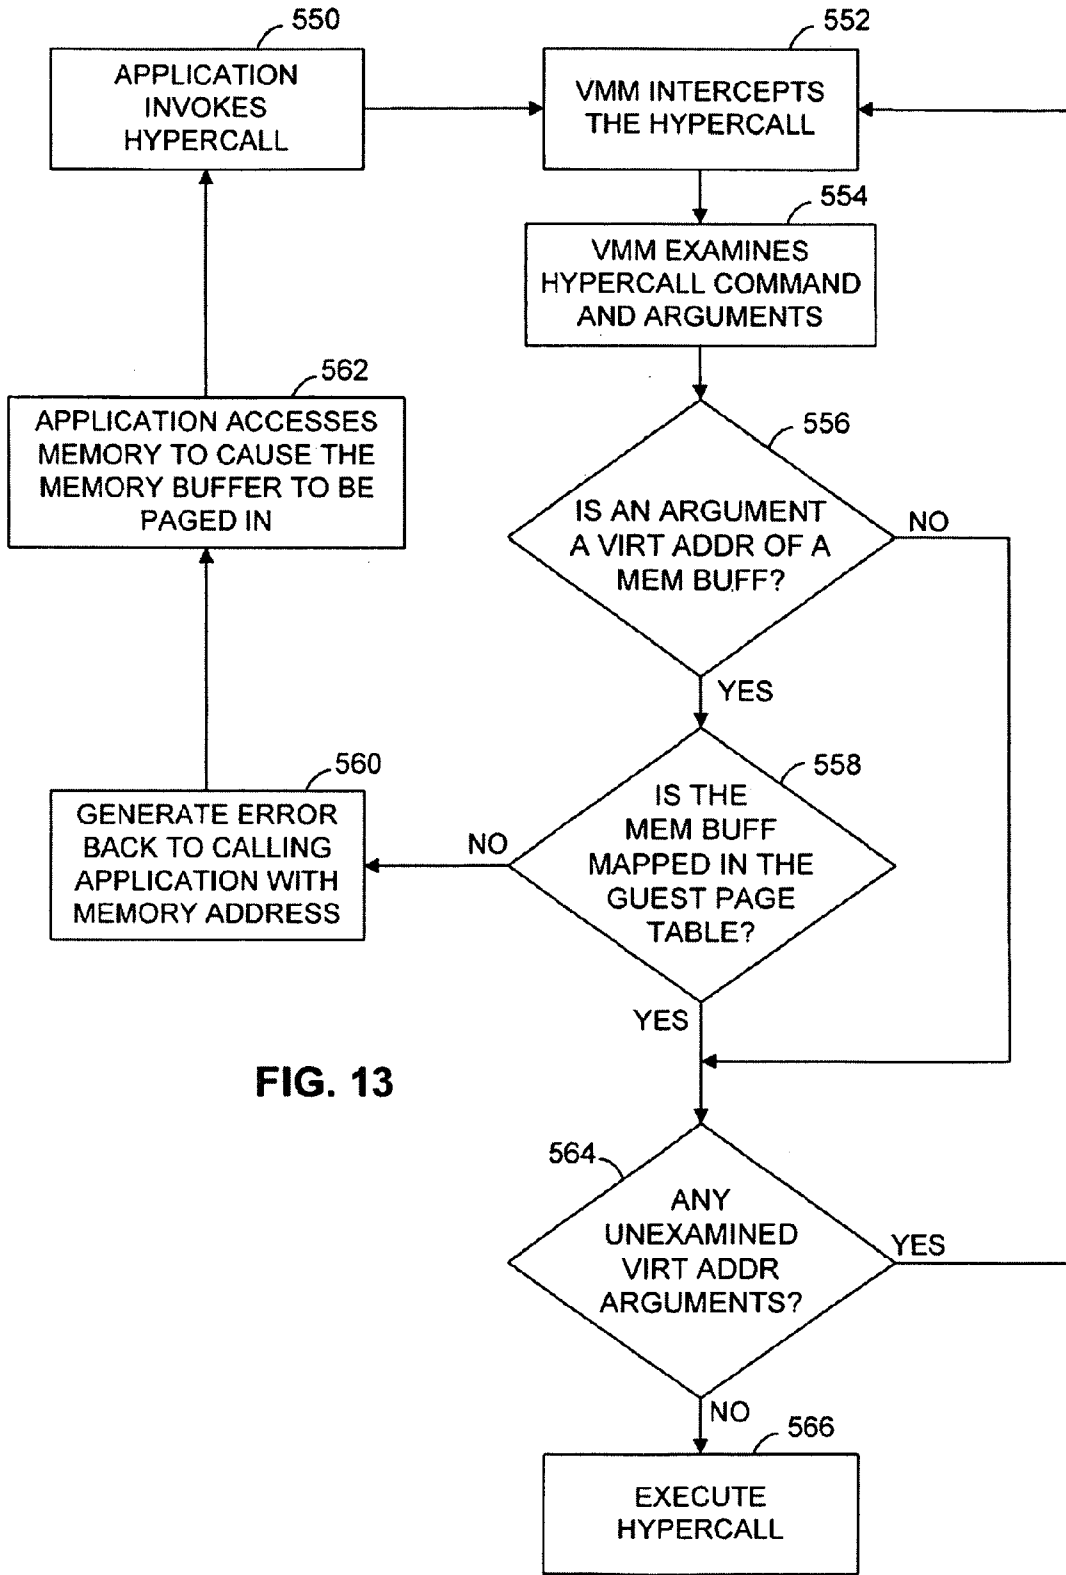 550
APPLICATION
INVOKES
HYPERCALL
552
VMM INTERCEPTS
THE HYPERCALL
554
VMM EXAMINES
HYPERCALL COMMAND
AND ARGUMENTS
562
APPLICATION ACCESSES
MEMORY TO CAUSE THE
MEMORY BUFFER TO BE
PAGED IN
556
IS AN ARGUMENT
A VIRT ADDR OF A
MEM BUFF?
NO
YES
560
GENERATE ERROR
BACK TO CALLING
APPLICATION WITH
MEMORY ADDRESS
NO
558
IS THE
MEM BUFF
MAPPED IN THE
GUEST PAGE
TABLE?
YES
FIG. 13
564
ANY
UNEXAMINED
VIRT ADDR
ARGUMENTS?
YES
NO
566
EXECUTE
HYPERCALL